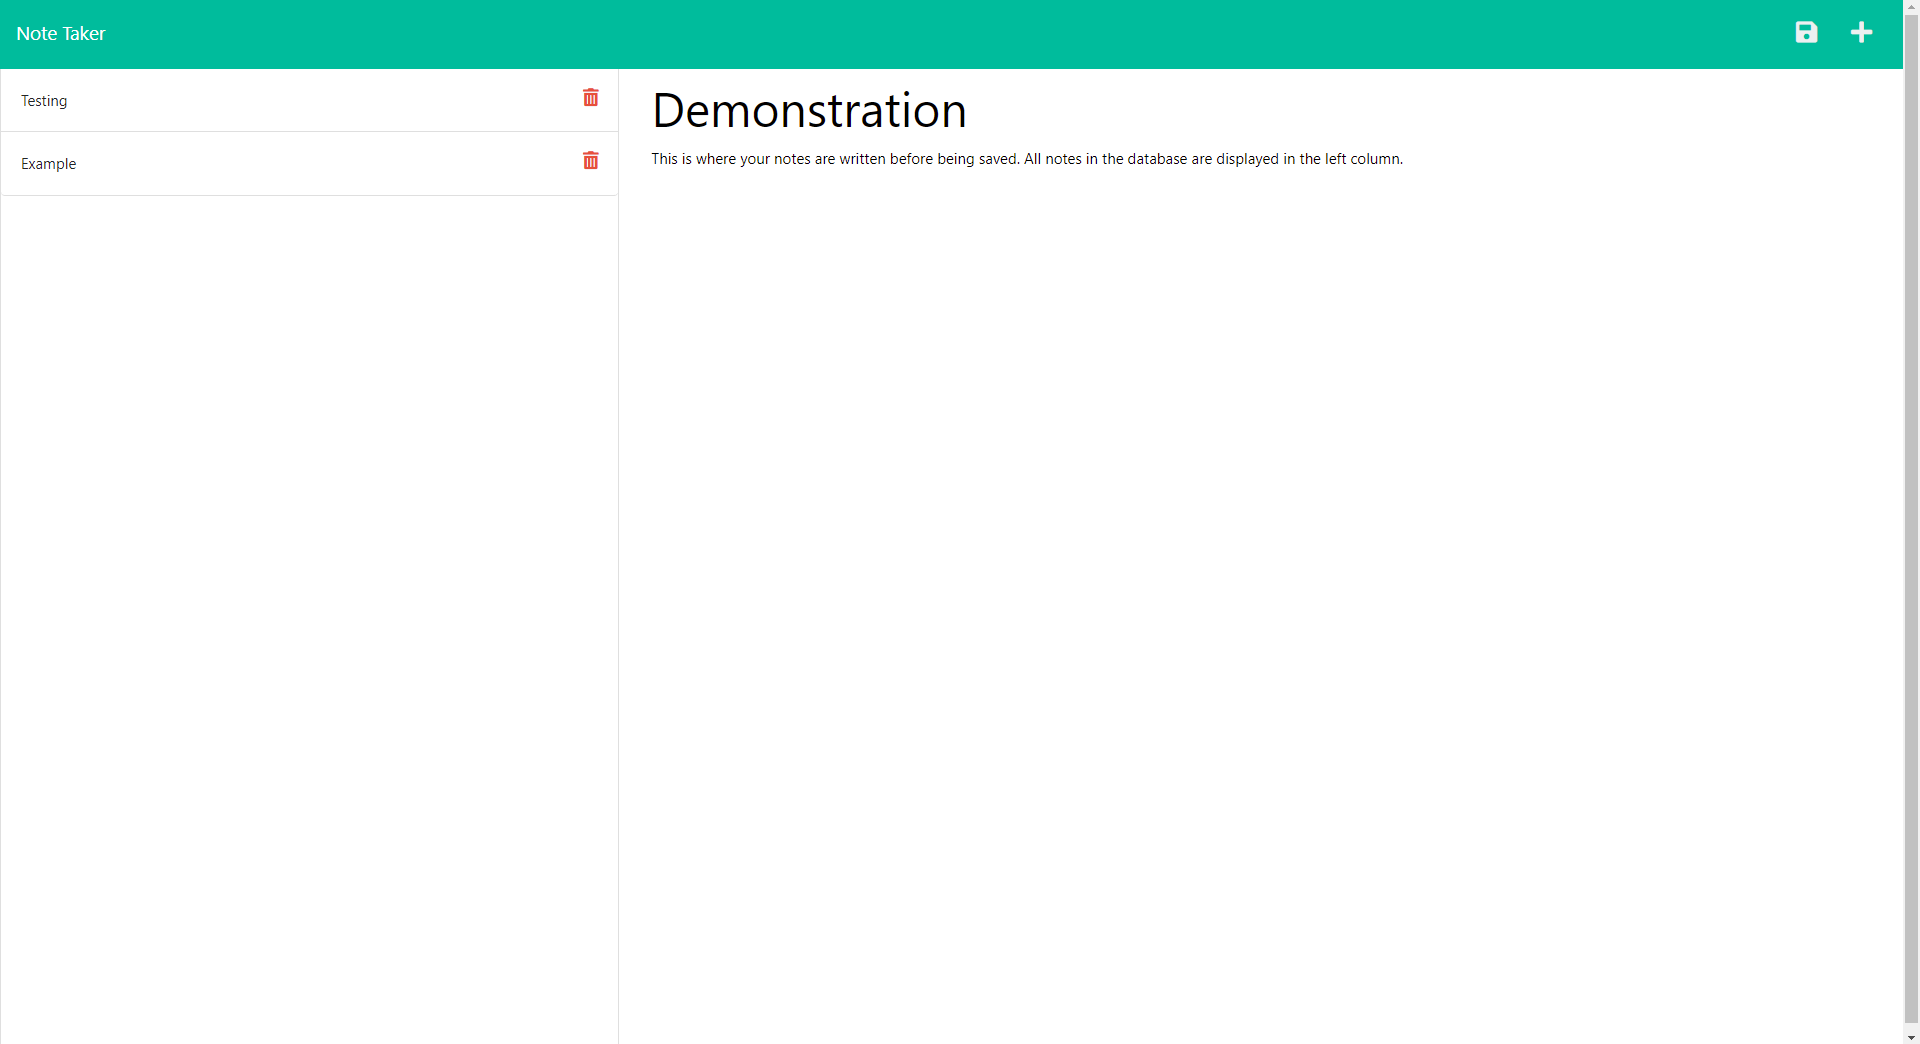 Note Taker
Testing
Example
Demonstration
This is where your notes are written before being saved. All notes in the database are displayed in the left column.